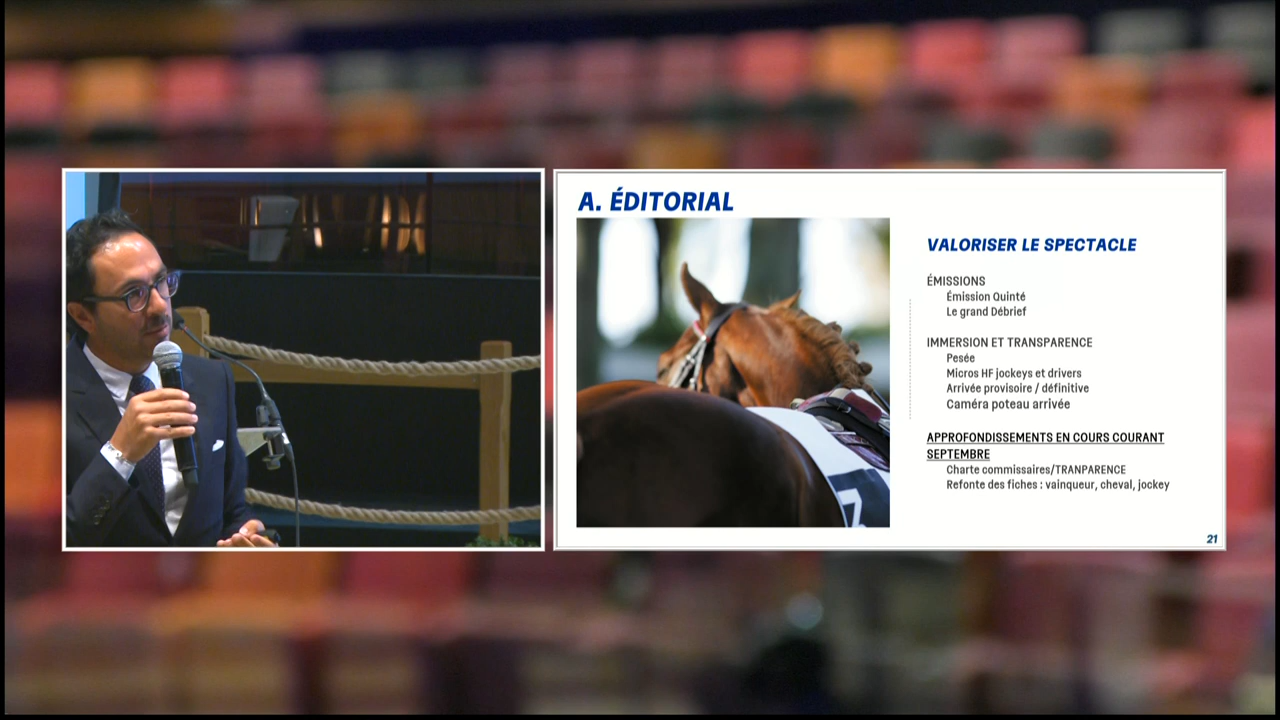 A. ÉDITORIAL
VALORISER LE SPECTACLE
ÉMISSIONS
Émission Quinté
Le grand Débrief
IMMERSION ET TRANSPARENCE
Pesée
Micros HF jockeys et drivers
Arrivée provisoire / définitive
Caméra poteau arrivée
APPROFONDISSEMENTS EN COURS COURANT
SEPTEMBRE
Charte commissaires/TRANPARENCE
Refonte des fiches : vainqueur, cheval, jockey
21